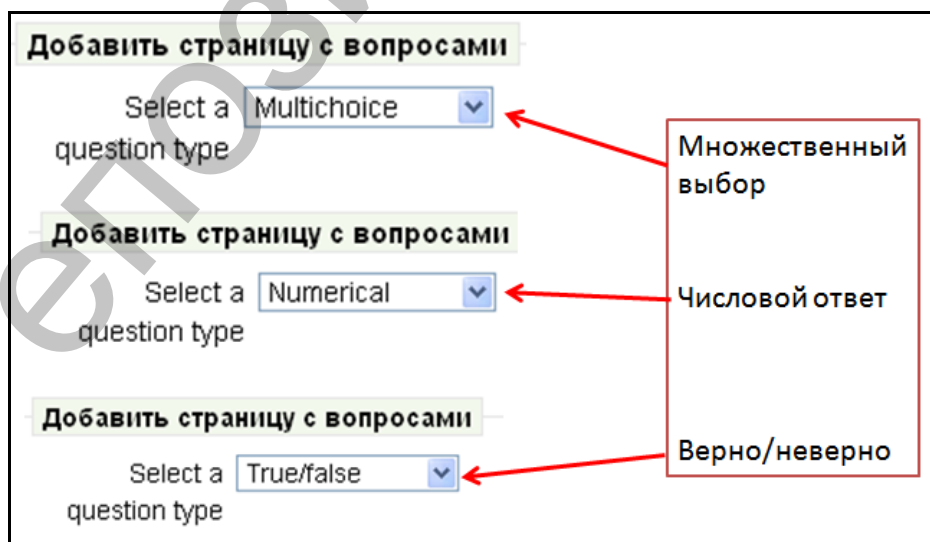 Добавить страницу с вопросами
Select a Multichoice
question type
Добавить страницу с вопросами
Select a Numerical
question type
Добавить страницу с вопросами
Select a True/false
question type
Множественный
выбор
Числовой ответ
Верно/неверно